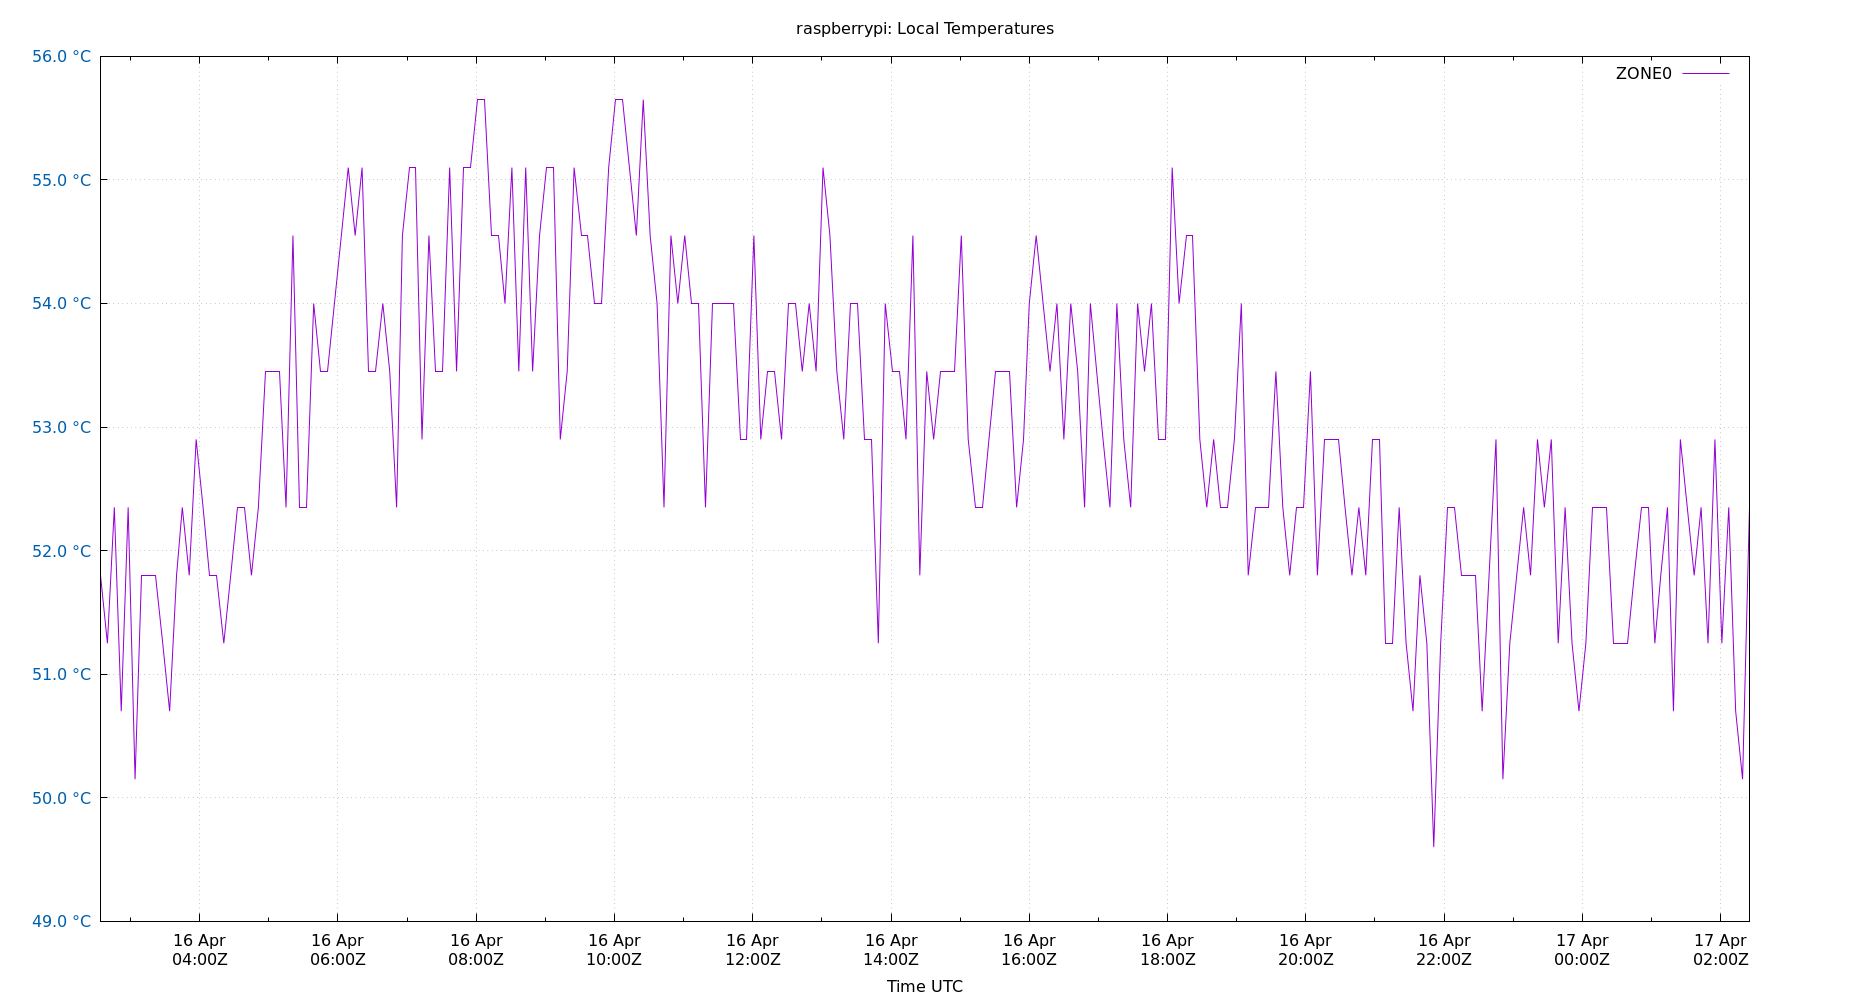 raspberrypi: Local Temperatures
ZONE0
56.0 °C
55.0 °C
54.0 °C
53.0 °C
52.0 °C
51.0 °C
50.0 °C
49.0 °C
16 Apr 16 Apr 16 Apr 16 Apr 16 Apr 16 Apr 16 Apr 16 Apr 16 Apr 16 Apr 17 Apr 17 Apr
04:00Z 06:00Z 08:00Z 10:00Z 12:00Z 14:00Z 16:00Z 18:00Z 20:00Z 22:00Z 00:00Z 02:00Z
Time UTC